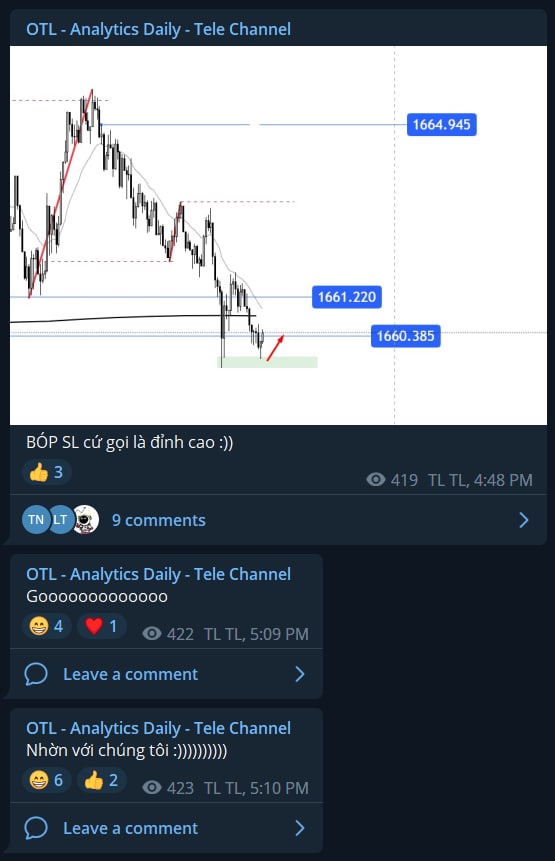 OTL - Analytics Daily - Tele Channel
1664.945
1661.220
1660.385
BÓP SL cứ gọi là đỉnh cao :))
👍 3
419 TL TL, 4:48 PM
TN LT 9 comments
OTL - Analytics Daily - Tele Channel
Gooooooooooooo
😁 4 ❤️ 1 422 TL TL, 5:09 PM
Leave a comment
OTL - Analytics Daily - Tele Channel
Nhờn với chúng tôi :))))))))))
😁 6 👍 2 423 TL TL, 5:10 PM
Leave a comment